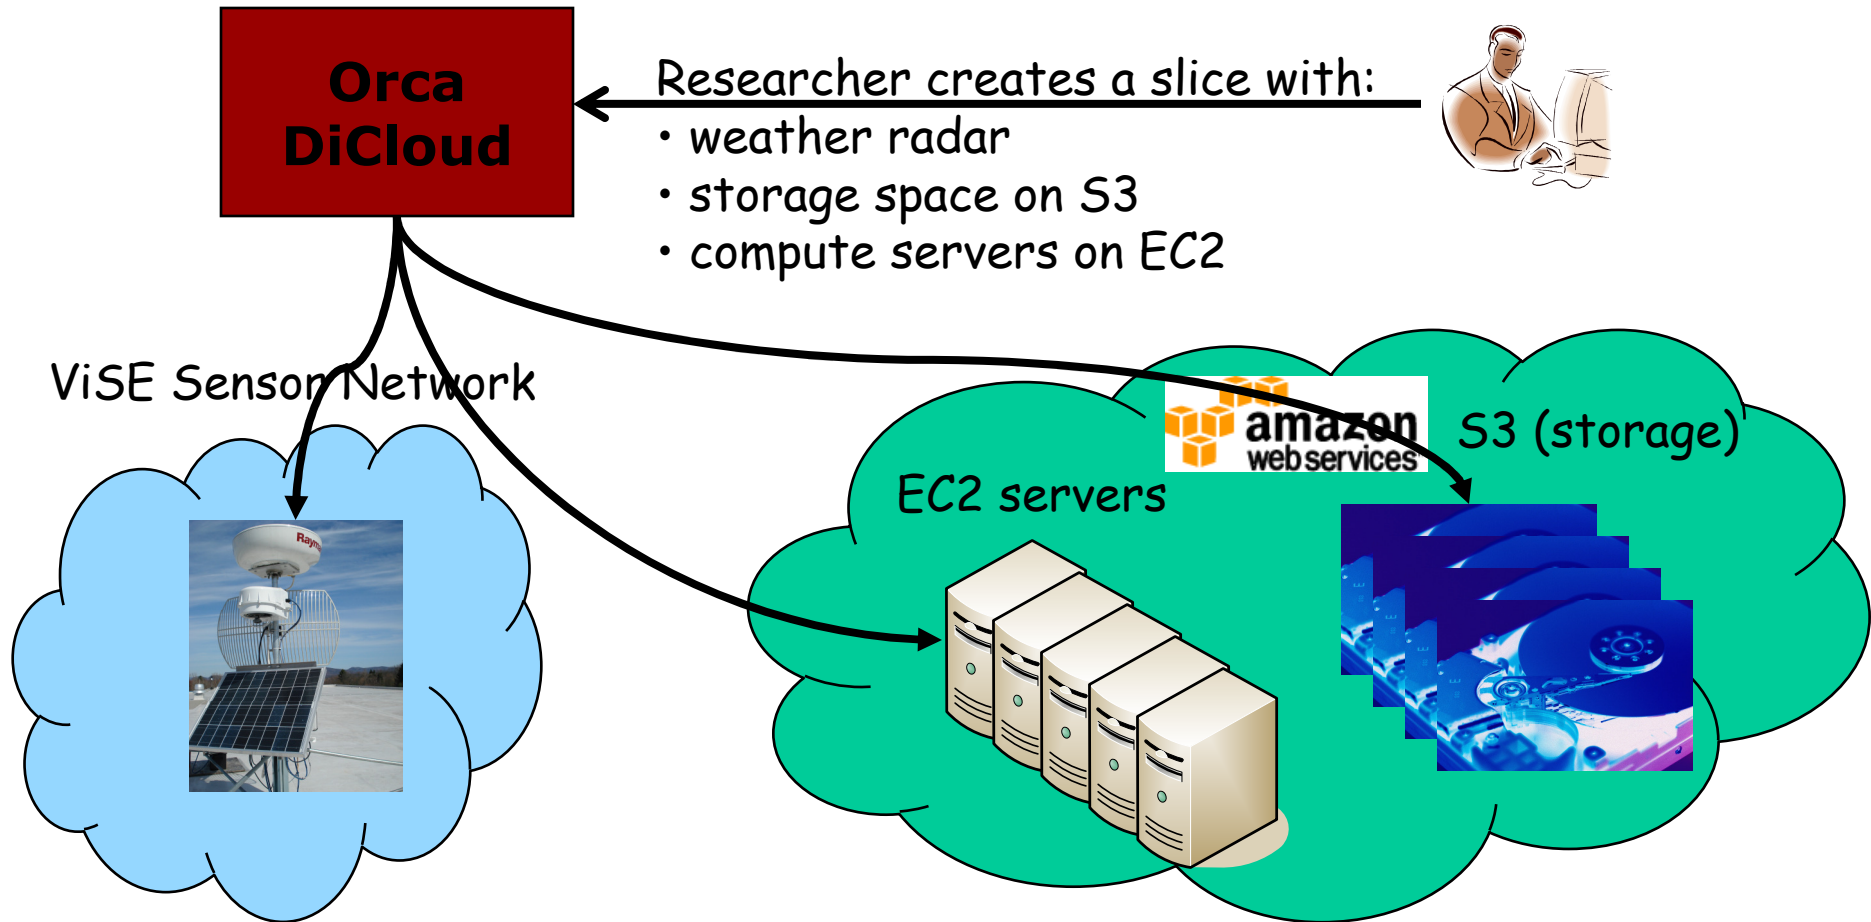 Orca
DiCloud
Researcher creates a slice with:
• weather radar
• storage space on S3
• compute servers on EC2
ViSE Sensor Network
amazon
webservices
S3 (storage)
EC2 servers